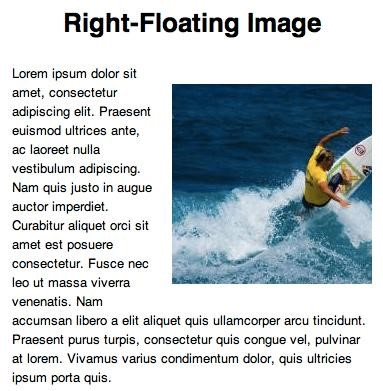 Right-Floating Image
Lorem ipsum dolor sit
amet, consectetur
adipiscing elit. Praesent
euismod ultrices ante,
ac laoreet nulla
vestibulum adipiscing.
Nam quis justo in augue
auctor imperdiet.
Curabitur aliquet orci sit
amet est posuere
consectetur. Fusce nec
leo ut massa viverra
venenatis. Nam
accumsan libero a elit aliquet quis ullamcorper arcu tincidunt.
Praesent purus turpis, consectetur quis congue vel, pulvinar
at lorem. Vivamus varius condimentum dolor, quis ultricies
ipsum porta quis.